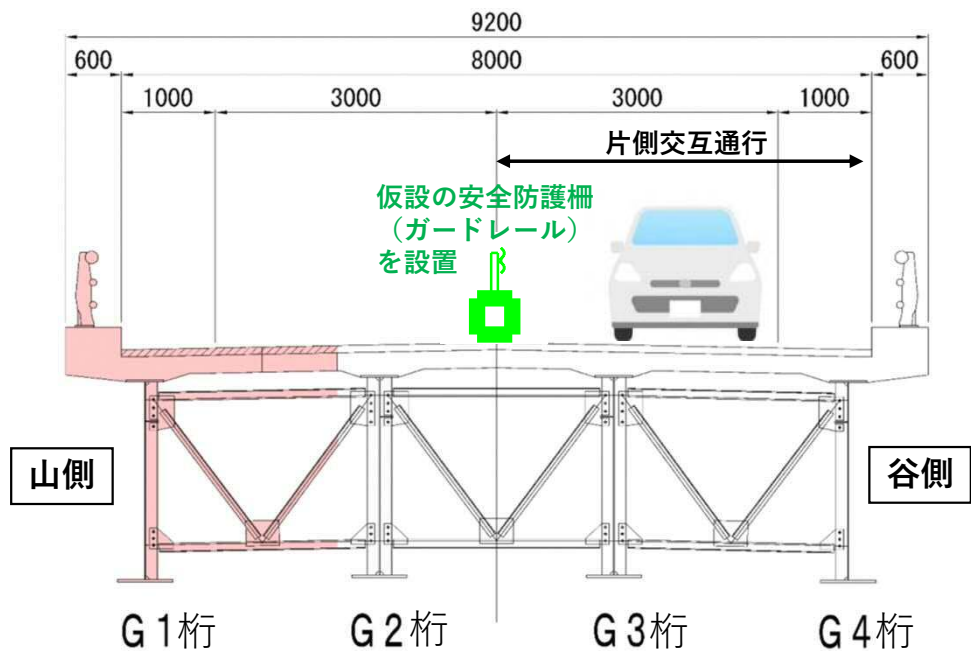 9200
600
8000
600
1000
3000
3000
1000
片側交互通行
仮設の安全防護柵
（ガードレール）
を設置
山側
谷側
G1桁
G2桁
G3桁
G4桁